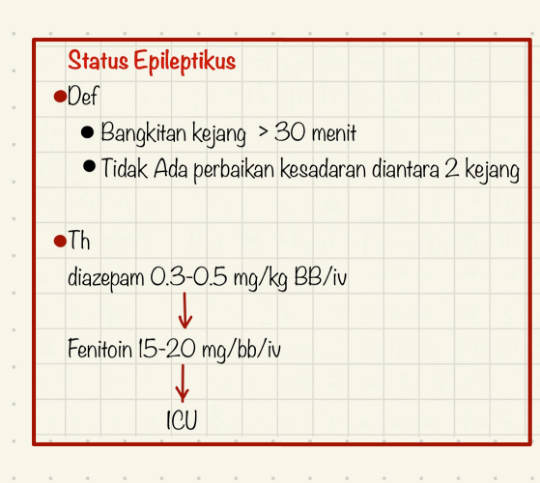 Status Epileptikus
Def
Bangkitan kejang > 30 menit
Tidak Ada perbaikan kesadaran diantara 2 kejang
Th
diazepam 0.3-0.5 mg/kg BB/iv
Fenitoin 15-20 mg/bb/iv
ICU